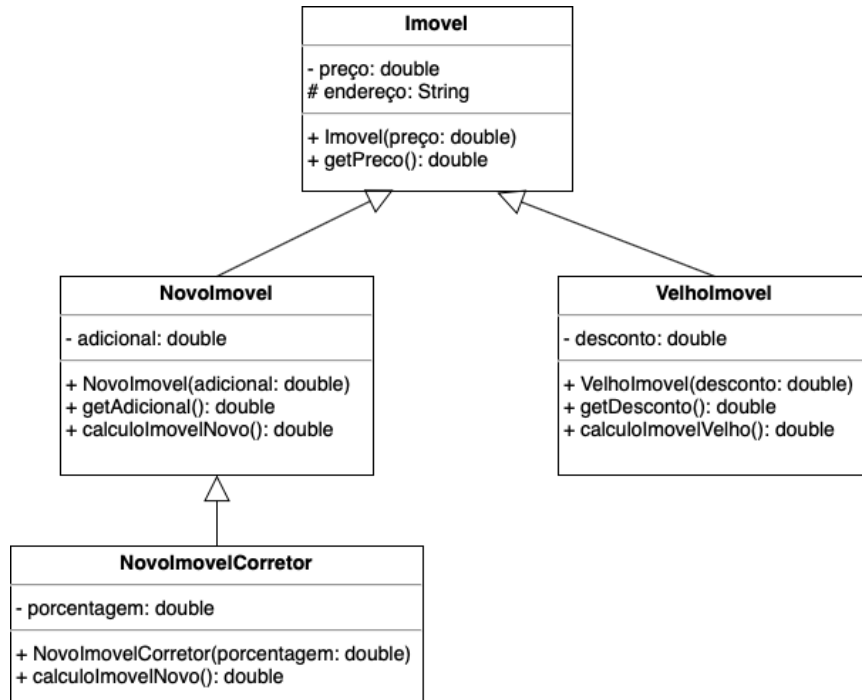 Imovel
- preço: double
# endereço: String
+ Imovel(preço: double)
+ getPreco(): double
NovoImovel
- adicional: double
+ NovoImovel(adicional: double)
+ getAdicional(): double
+ calculoImovelNovo(): double
VelhoImovel
- desconto: double
+ VelhoImovel(desconto: double)
+ getDesconto(): double
+ calculoImovelVelho(): double
NovoImovelCorretor
- porcentagem: double
+ NovoImovelCorretor(porcentagem: double)
+ calculoImovelNovo(): double